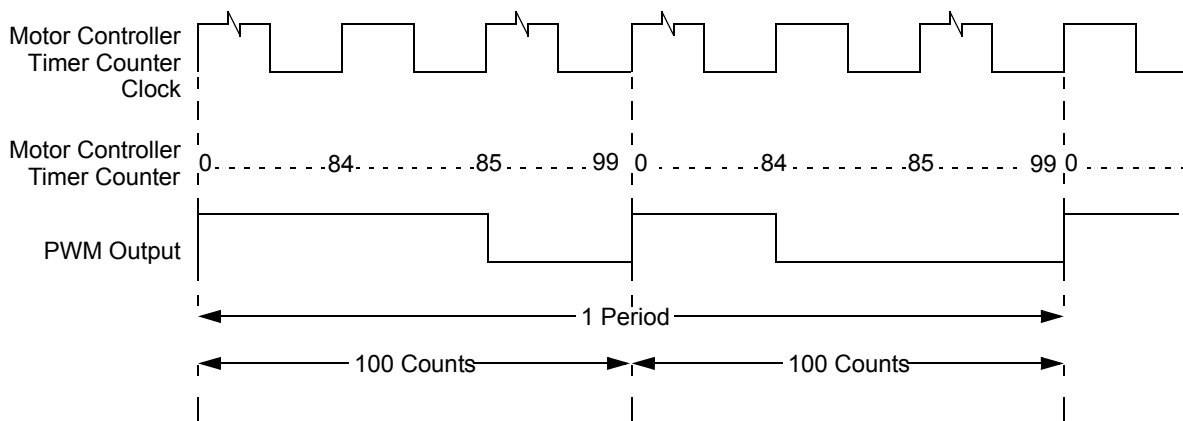 Motor Controller
Timer Counter
Clock
Motor Controller
Timer Counter
0 84 85 99 0 84 85 99 0
PWM Output
1 Period
100 Counts 100 Counts